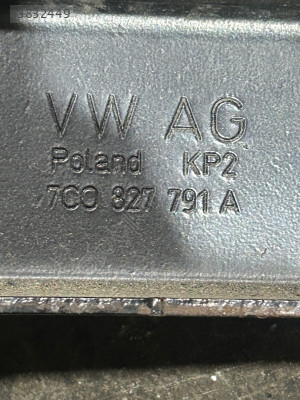 VW AG
Poland KP2
7C0 827 791 A